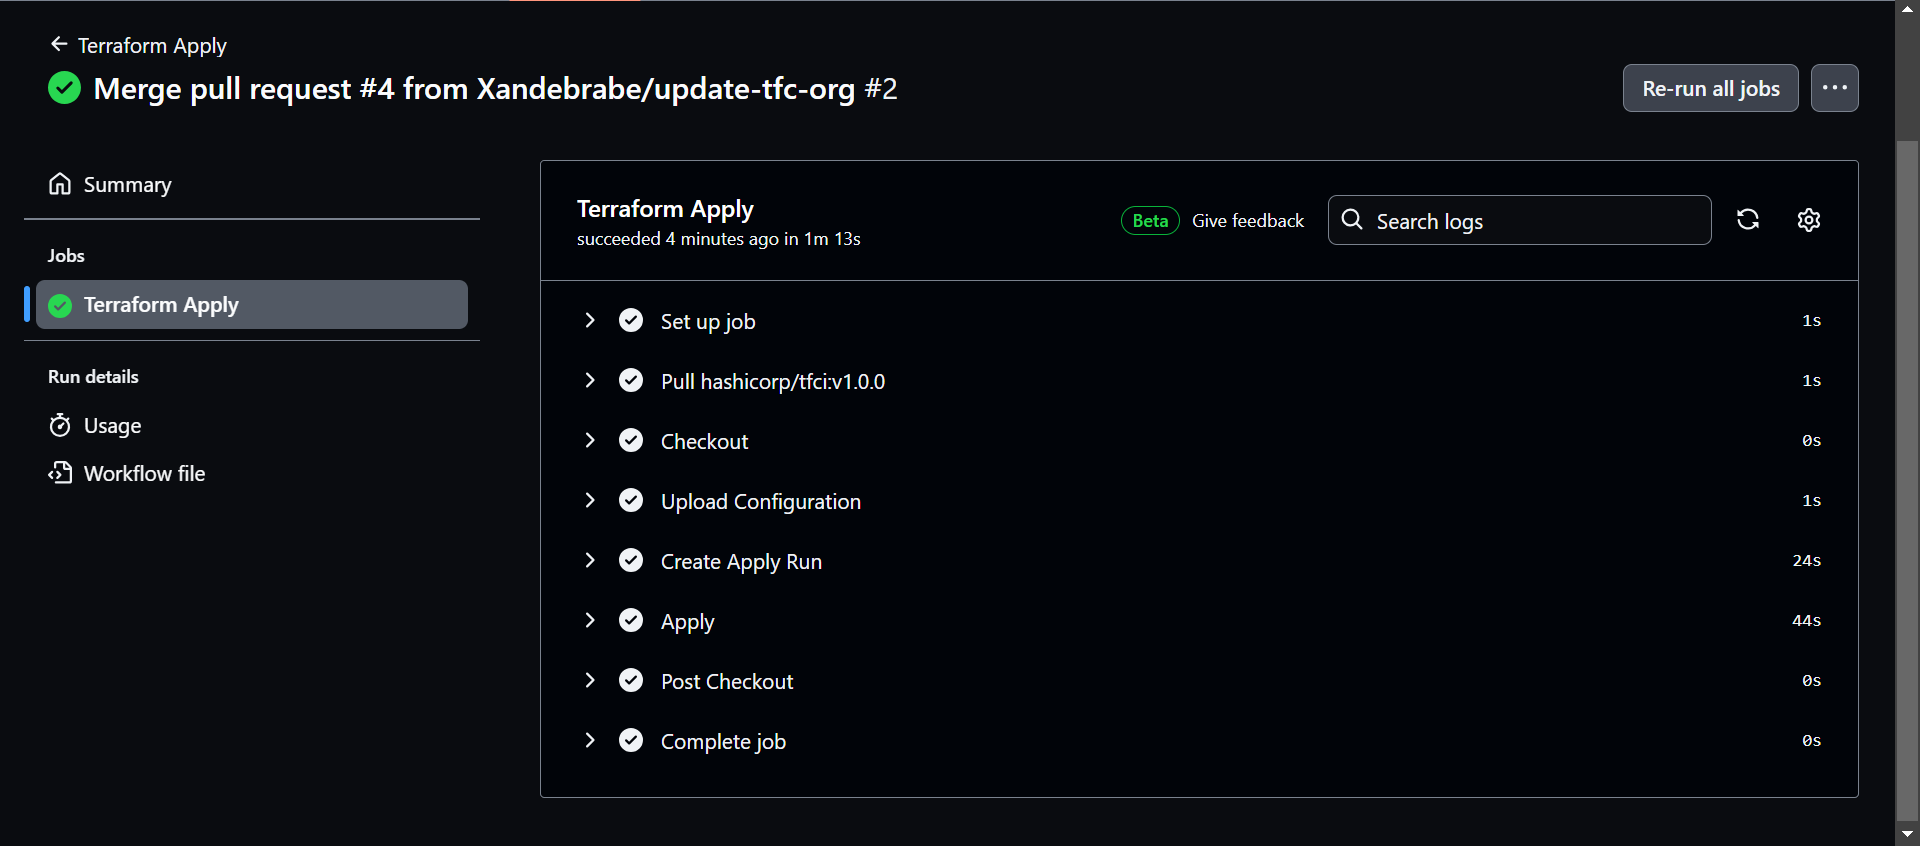 Terraform Apply
Merge pull request #4 from Xandebrabe/update-tfc-org #2
Re-run all jobs
Summary
Jobs
Terraform Apply
Run details
Usage
Workflow file
Terraform Apply
succeeded 4 minutes ago in 1m 13s
Beta Give feedback
Search logs
Set up job 1s
Pull hashicorp/tfci:v1.0.0 1s
Checkout 0s
Upload Configuration 1s
Create Apply Run 24s
Apply 44s
Post Checkout 0s
Complete job 0s